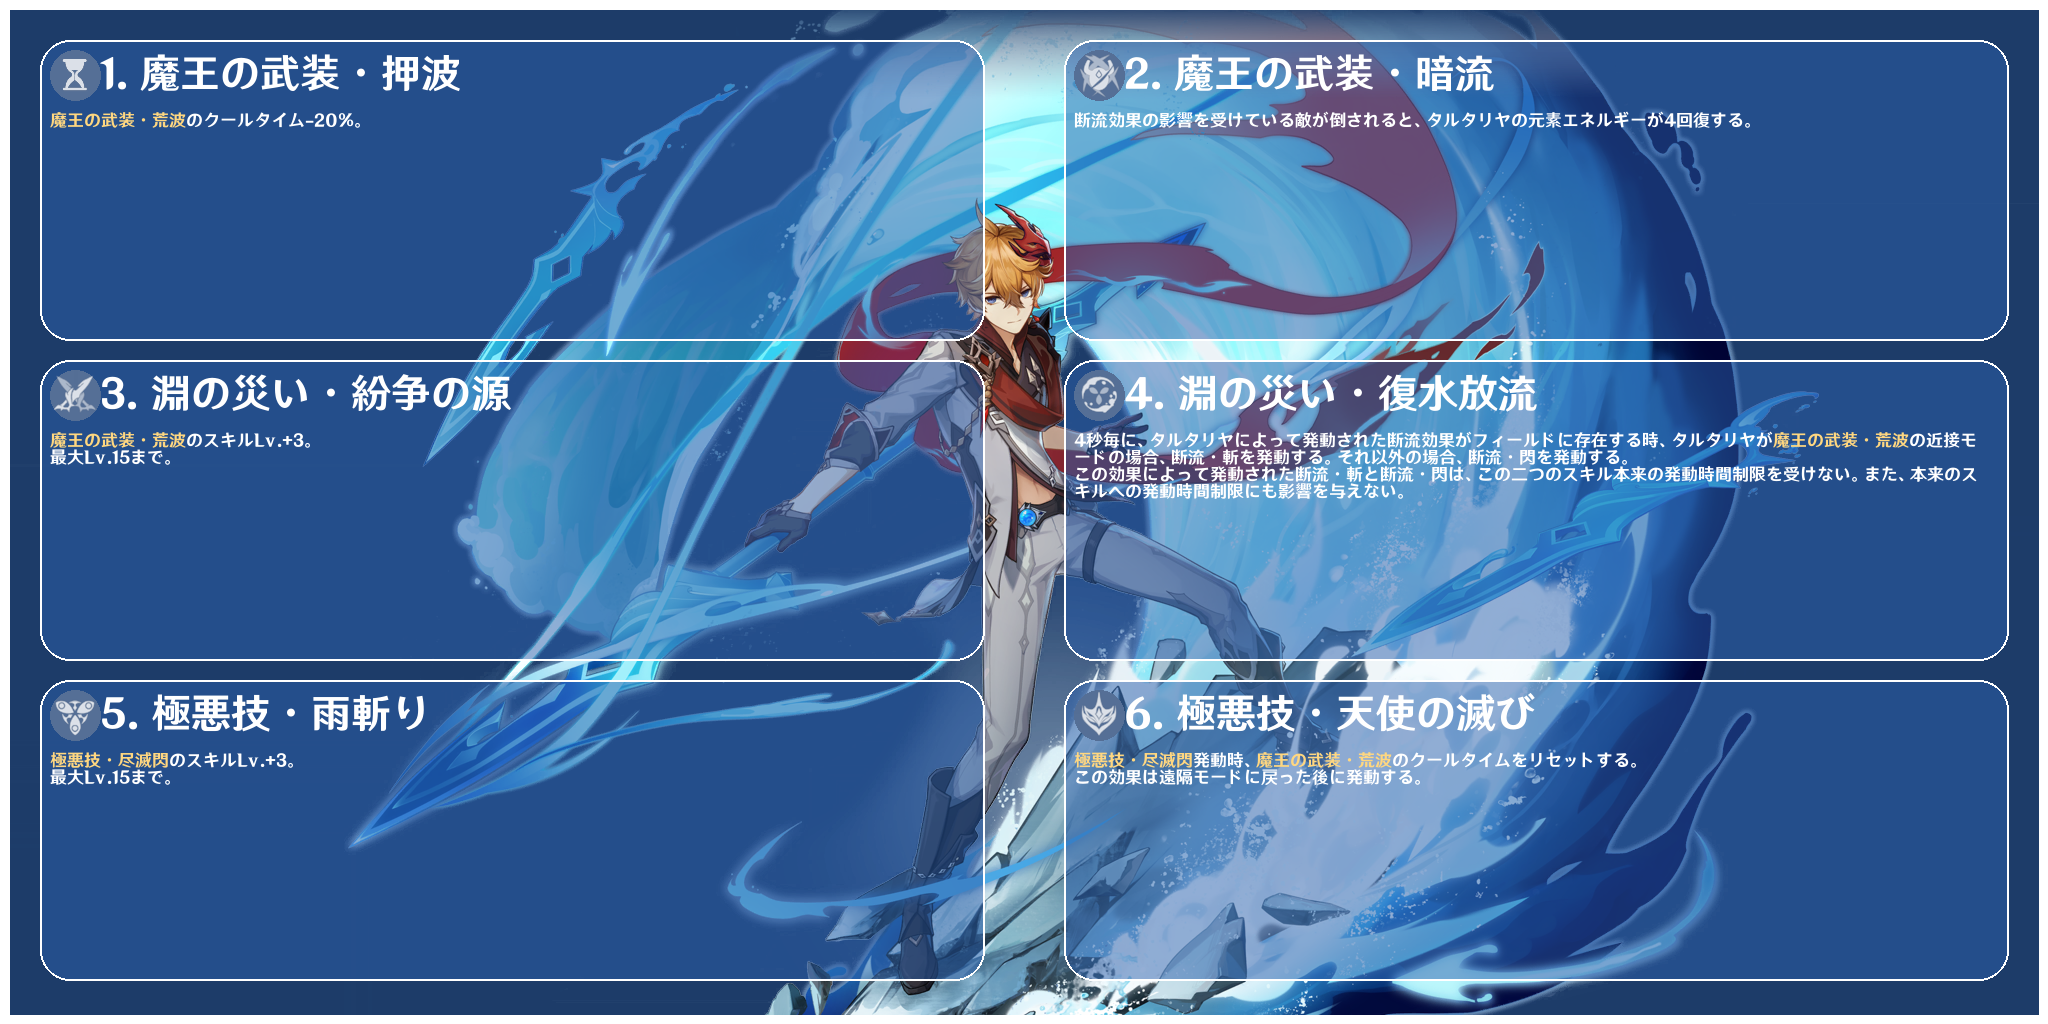 1. 魔王の武装・押波
魔王の武装・荒波のクールタイム-20%。
2. 魔王の武装・暗流
断流効果の影響を受けている敵が倒されると、タルタリヤの元素エネルギーが4回復する。
3. 淵の災い・紛争の源
魔王の武装・荒波のスキルLv.+3。
最大Lv.15まで。
4. 淵の災い・復水放流
4秒毎に、タルタリヤによって発動された断流効果がフィールドに存在する時、タルタリヤが魔王の武装・荒波の近接モ
ードの場合、断流・斬を発動する。それ以外の場合、断流・閃を発動する。
この効果によって発動された断流・斬と断流・閃は、この二つのスキル本来の発動時間制限を受けない。また、本来のス
キルへの発動時間制限にも影響を与えない。
5. 極悪技・雨斬り
極悪技・尽滅閃のスキルLv.+3。
最大Lv.15まで。
6. 極悪技・天使の滅び
極悪技・尽滅閃発動時、魔王の武装・荒波のクールタイムをリセットする。
この効果は遠隔モードに戻った後に発動する。